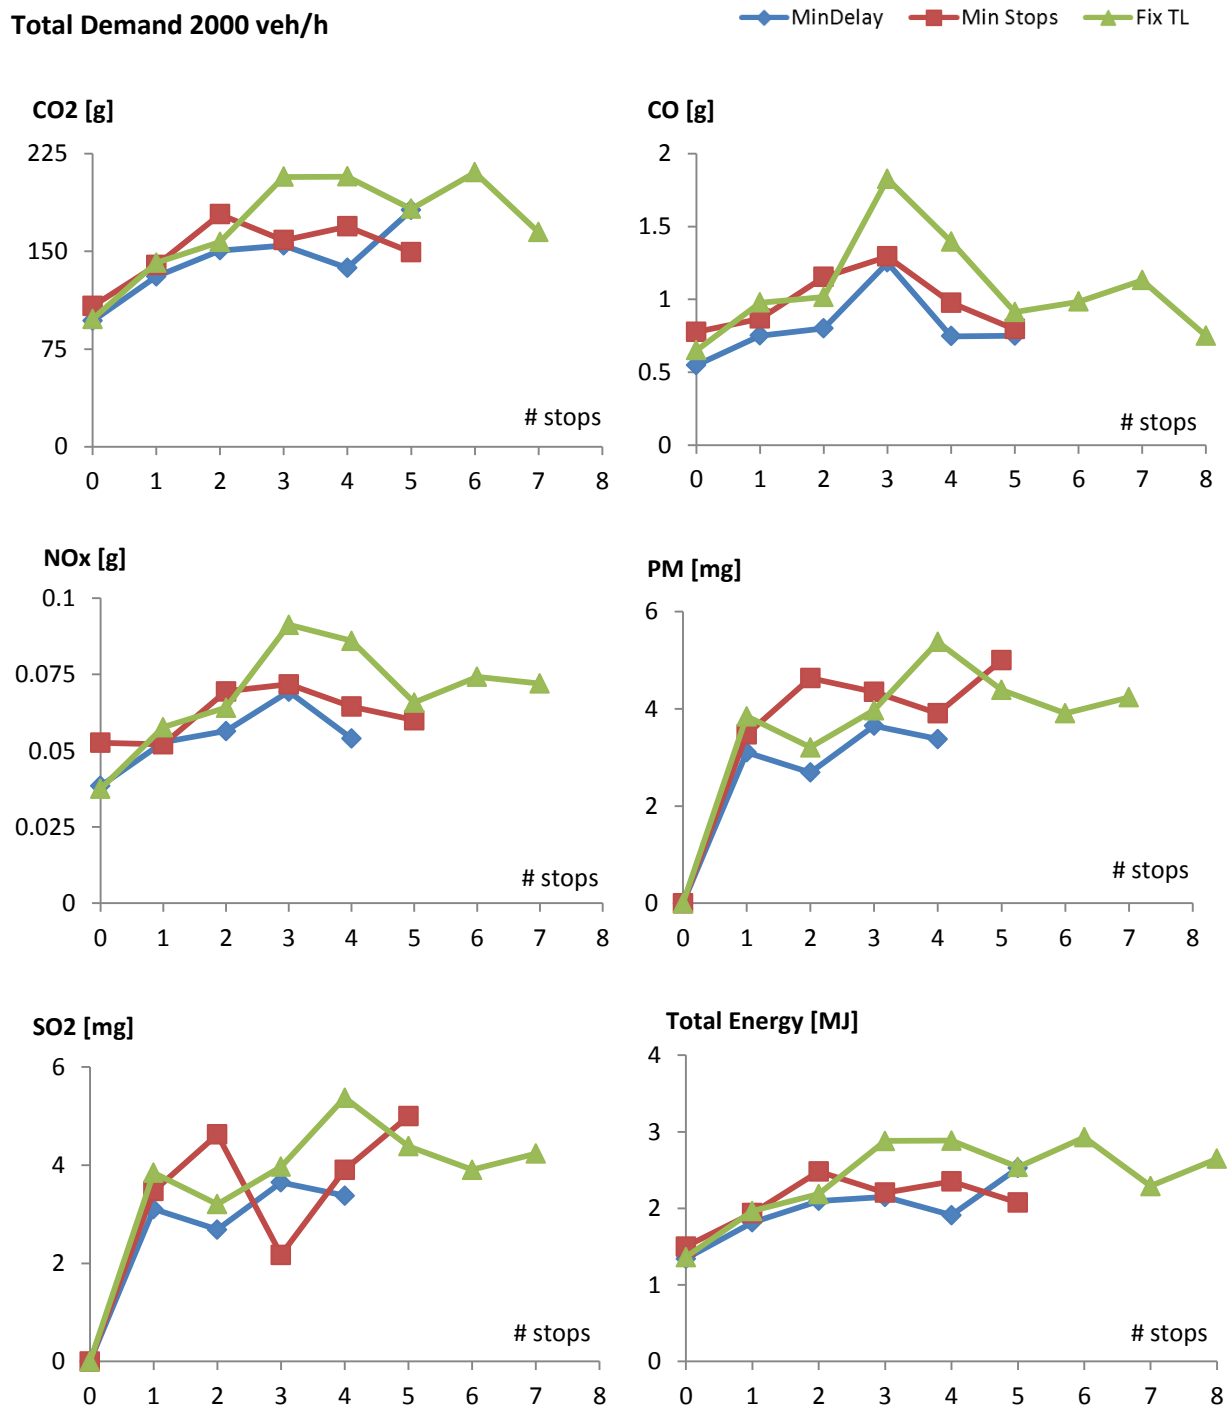 Total Demand 2000 veh/h
MinDelay Min Stops Fix TL
CO2 [g]
225
150
75
0
# stops
0 1 2 3 4 5 6 7 8
CO [g]
2
1.5
1
0.5
0
# stops
0 1 2 3 4 5 6 7 8
NOx [g]
0.1
0.075
0.05
0.025
0
# stops
0 1 2 3 4 5 6 7 8
PM [mg]
6
4
2
0
# stops
0 1 2 3 4 5 6 7 8
SO2 [mg]
6
4
2
0
# stops
0 1 2 3 4 5 6 7 8
Total Energy [MJ]
4
3
2
1
0
# stops
0 1 2 3 4 5 6 7 8